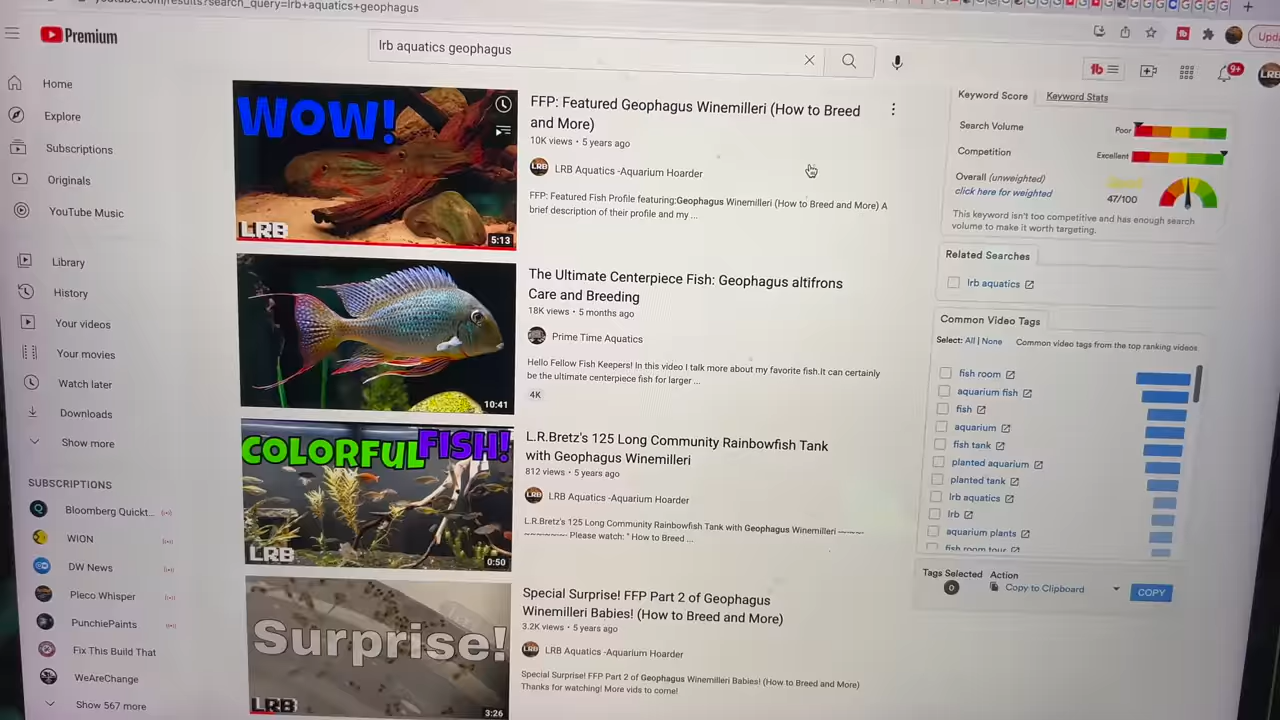 youtube.com/results?search_query=lrb+aquatics+geophagus
Premium
lrb aquatics geophagus
Upda
9+
LRB
Home
Explore
Subscriptions
Originals
YouTube Music
Library
History
Your videos
Your movies
Watch later
Downloads
Show more
SUBSCRIPTIONS
Bloomberg Quickt...
WION
DW News
Pleco Whisper
PunchiePaints
Fix This Build That
WeAreChange
Show 567 more
WOW!
LRB
5:13
FFP: Featured Geophagus Winemilleri (How to Breed
and More)
10K views • 5 years ago
LRB Aquatics -Aquarium Hoarder
FFP: Featured Fish Profile featuring:Geophagus Winemilleri (How to Breed and More) A
brief description of their profile and my ...
10:41
The Ultimate Centerpiece Fish: Geophagus altifrons
Care and Breeding
18K views • 5 months ago
Prime Time Aquatics
Hello Fellow Fish Keepers! In this video I talk more about my favorite fish.It can certainly
be the ultimate centerpiece fish for larger ...
4K
COLORFUL FISH!
LRB
0:50
L.R.Bretz's 125 Long Community Rainbowfish Tank
with Geophagus Winemilleri
812 views • 5 years ago
LRB Aquatics -Aquarium Hoarder
L.R.Bretz's 125 Long Community Rainbowfish Tank with Geophagus Winemilleri ~~~~
~~~~~~~~~~ Please watch: " How to Breed ...
Surprise!
LRB
3:26
Special Surprise! FFP Part 2 of Geophagus
Winemilleri Babies! (How to Breed and More)
3.2K views • 5 years ago
LRB Aquatics -Aquarium Hoarder
Special Surprise! FFP Part 2 of Geophagus Winemilleri Babies! (How to Breed and More)
Thanks for watching! More vids to come!
Keyword Score Keyword Stats
Search Volume Poor
Competition Excellent
Overall (unweighted)
click here for weighted 47/100
This keyword isn't too competitive and has enough search
volume to make it worth targeting.
Related Searches
lrb aquatics
Common Video Tags
Select: All | None Common video tags from the top ranking videos
fish room
aquarium fish
fish
aquarium
fish tank
planted aquarium
planted tank
lrb aquatics
lrb
aquarium plants
fish room tour
Tags Selected Action
0 Copy to Clipboard COPY